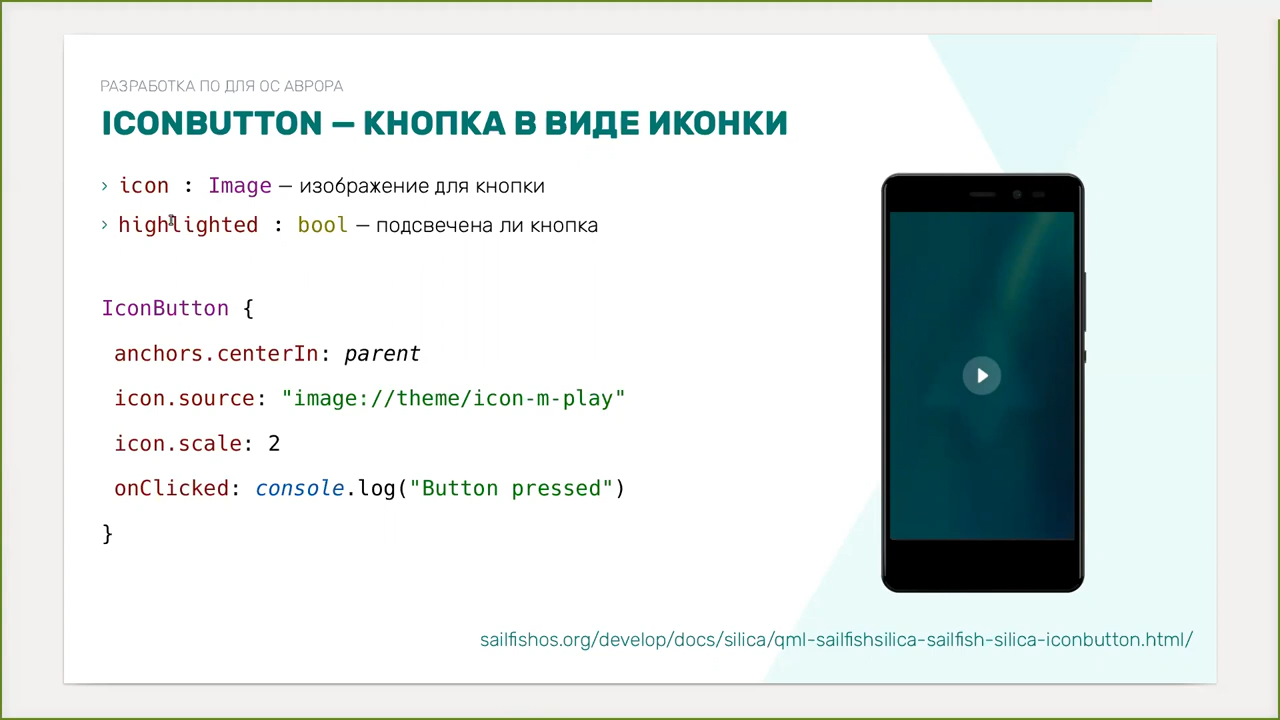 РАЗРАБОТКА ПО ДЛЯ ОС АВРОРА
ICONBUTTON — КНОПКА В ВИДЕ ИКОНКИ
› icon : Image — изображение для кнопки
› highlighted : bool — подсвечена ли кнопка
IconButton {
anchors.centerIn: parent
icon.source: "image://theme/icon-m-play"
icon.scale: 2
onClicked: console.log("Button pressed")
}
sailfishos.org/develop/docs/silica/qml-sailfishsilica-sailfish-silica-iconbutton.html/